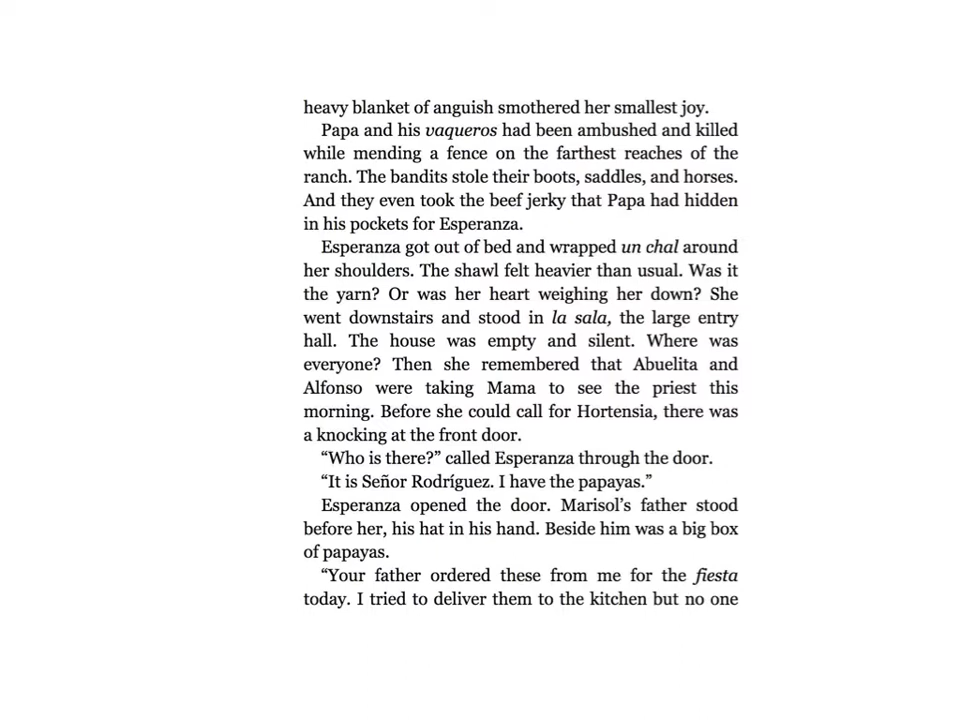 heavy blanket of anguish smothered her smallest joy.
Papa and his vaqueros had been ambushed and killed
while mending a fence on the farthest reaches of the
ranch. The bandits stole their boots, saddles, and horses.
And they even took the beef jerky that Papa had hidden
in his pockets for Esperanza.
Esperanza got out of bed and wrapped un chal around
her shoulders. The shawl felt heavier than usual. Was it
the yarn? Or was her heart weighing her down? She
went downstairs and stood in la sala, the large entry
hall. The house was empty and silent. Where was
everyone? Then she remembered that Abuelita and
Alfonso were taking Mama to see the priest this
morning. Before she could call for Hortensia, there was
a knocking at the front door.
“Who is there?” called Esperanza through the door.
“It is Señor Rodríguez. I have the papayas.”
Esperanza opened the door. Marisol’s father stood
before her, his hat in his hand. Beside him was a big box
of papayas.
“Your father ordered these from me for the fiesta
today. I tried to deliver them to the kitchen but no one